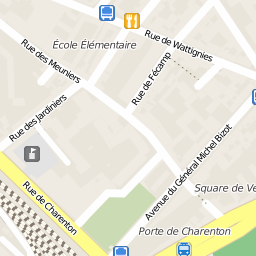 Rue de Wattignies
École Élémentaire
Rue des Meuniers
Rue de Fécamp
Rue des Jardiniers
Avenue du Général Michel Bizot
Rue de Charenton
Square de Ve
Porte de Charenton